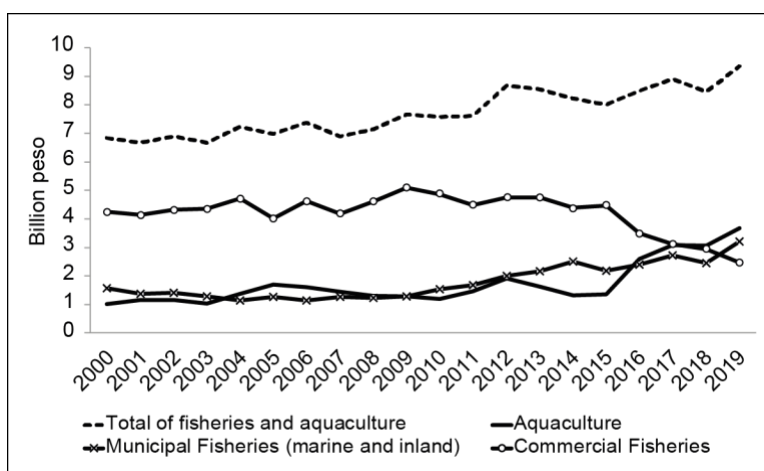 10
9
8
7
6
5
4
3
2
1
0
Billion peso
2000 2001 2002 2003 2004 2005 2006 2007 2008 2009 2010 2011 2012 2013 2014 2015 2016 2017 2018 2019
Total of fisheries and aquaculture Aquaculture
Municipal Fisheries (marine and inland) Commercial Fisheries